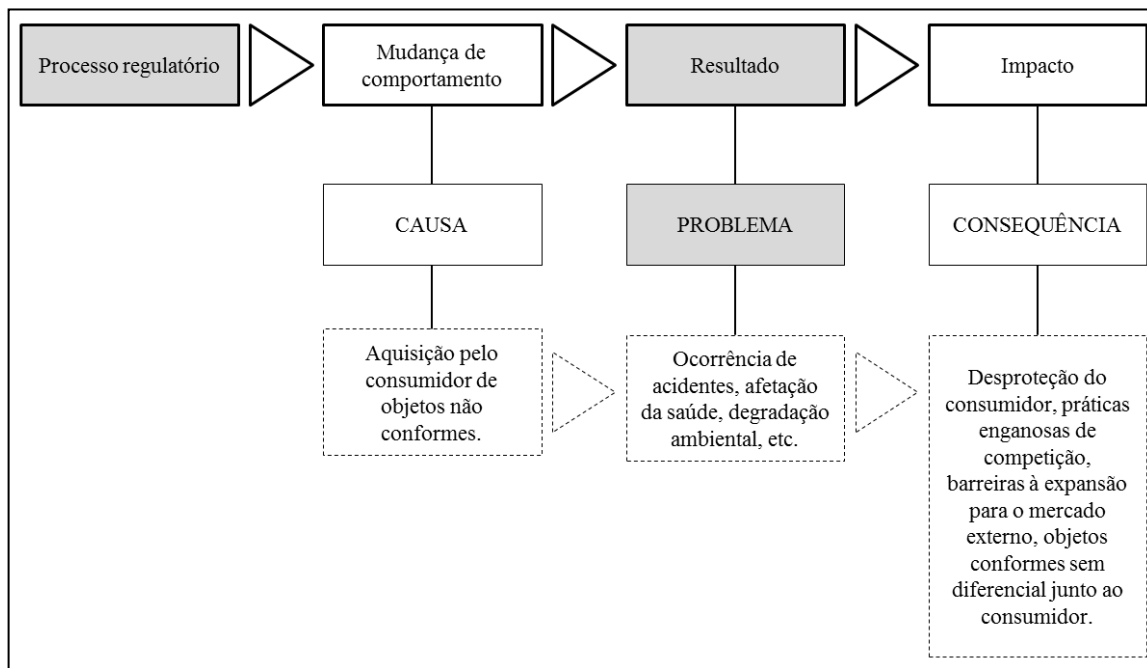 Processo regulatório
Mudança de
comportamento
Resultado
Impacto
CAUSA
PROBLEMA
CONSEQUÊNCIA
Aquisição pelo
consumidor de
objetos não
conformes.
Ocorrência de
acidentes, afetação
da saúde, degradação
ambiental, etc.
Desproteção do
consumidor, práticas
enganosas de
competição,
barreiras à expansão
para o mercado
externo, objetos
conformes sem
diferencial junto ao
consumidor.